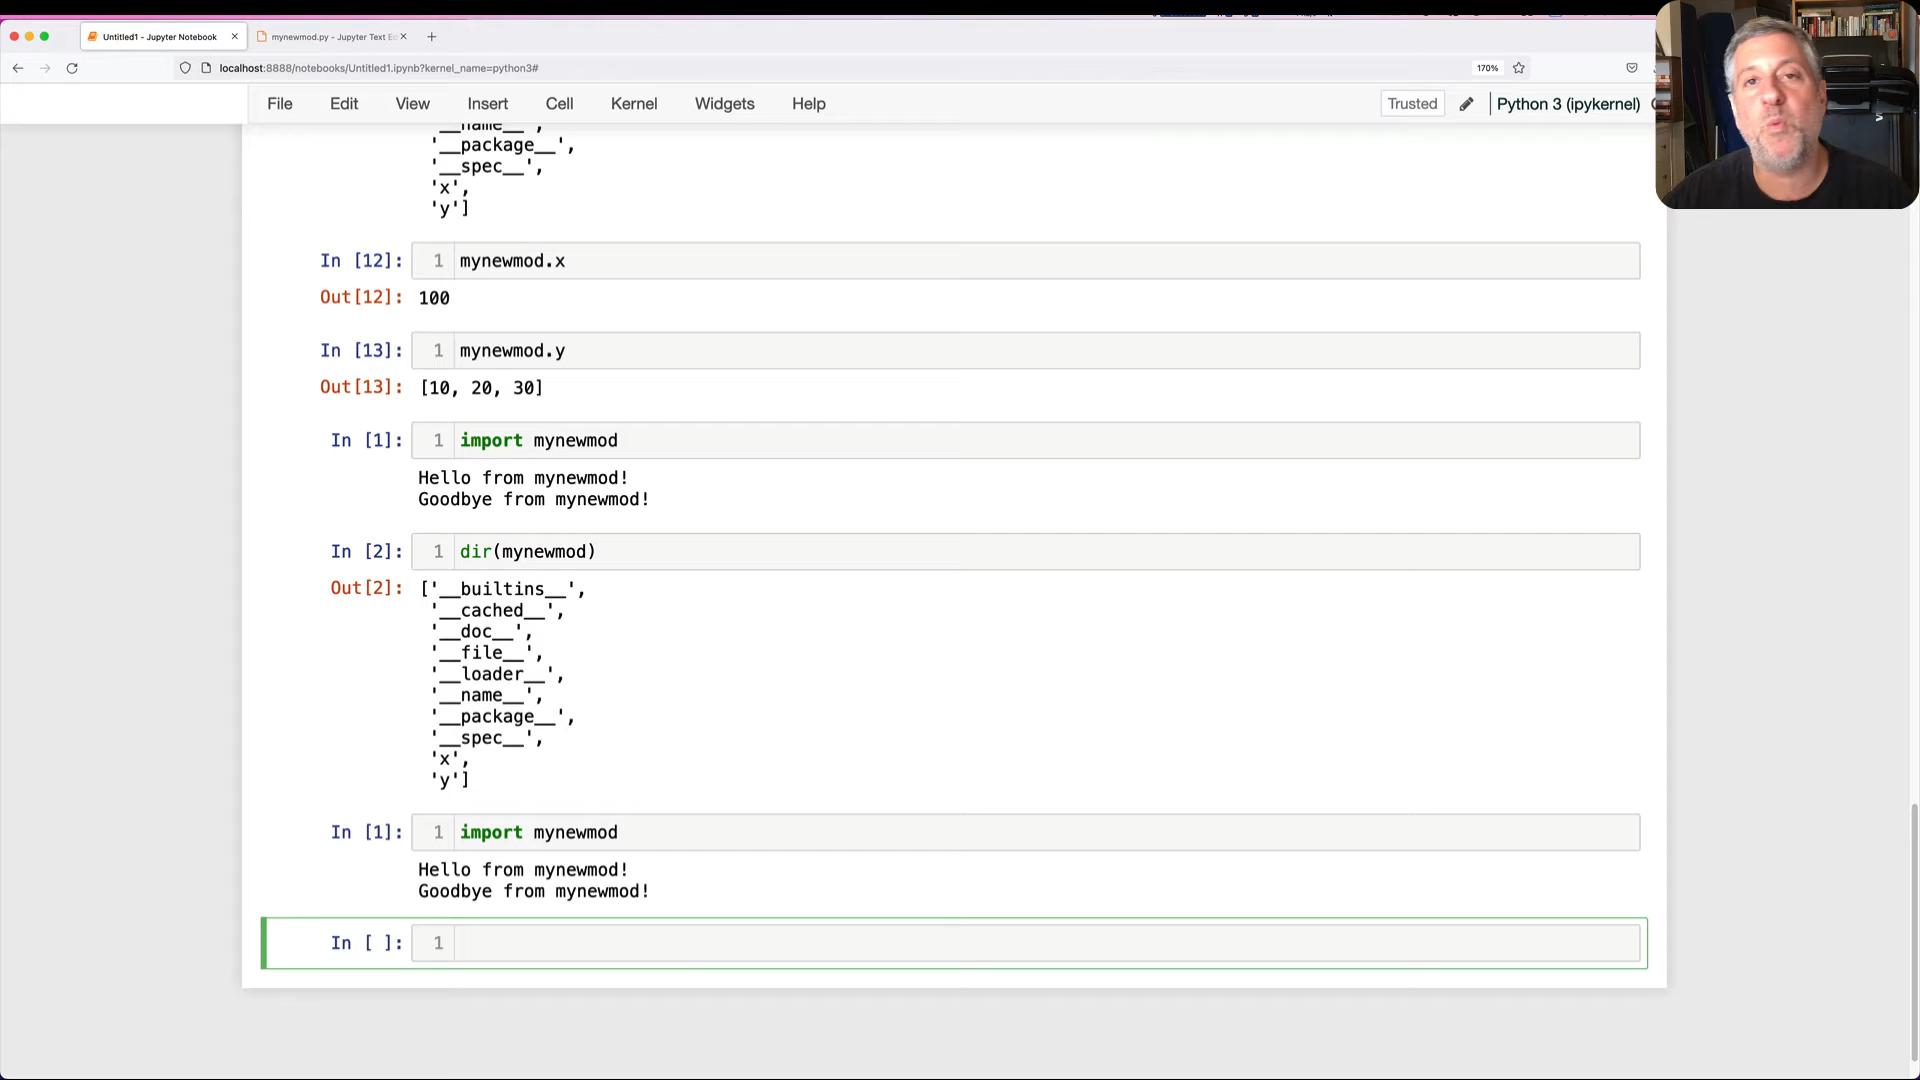 Untitled1 - Jupyter Notebook
mynewmod.py - Jupyter Text Ed
localhost:8888/notebooks/Untitled1.ipynb?kernel_name=python3#
170%
File Edit View Insert Cell Kernel Widgets Help
Trusted
Python 3 (ipykernel)
'__name__',
'__package__',
'__spec__',
'x',
'y']
In [12]: 1 mynewmod.x
Out[12]: 100
In [13]: 1 mynewmod.y
Out[13]: [10, 20, 30]
In [1]: 1 import mynewmod
Hello from mynewmod!
Goodbye from mynewmod!
In [2]: 1 dir(mynewmod)
Out[2]: ['__builtins__',
'__cached__',
'__doc__',
'__file__',
'__loader__',
'__name__',
'__package__',
'__spec__',
'x',
'y']
In [1]: 1 import mynewmod
Hello from mynewmod!
Goodbye from mynewmod!
In [ ]: 1